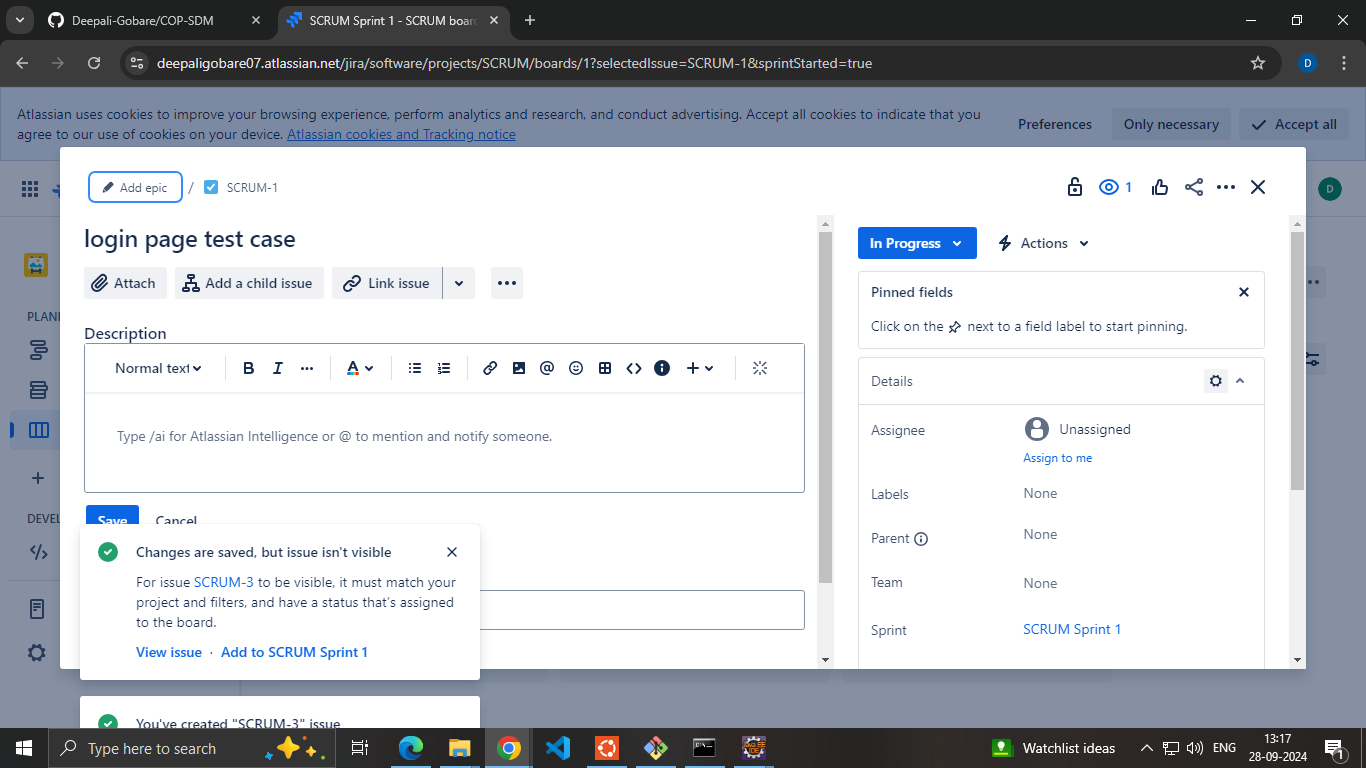 Deepali-Gobare/COP-SDM
SCRUM Sprint 1 - SCRUM boar
deepaligobare07.atlassian.net/jira/software/projects/SCRUM/boards/1?selectedIssue=SCRUM-1&sprintStarted=true
D
Atlassian uses cookies to improve your browsing experience, perform analytics and research, and conduct advertising. Accept all cookies to indicate that you
agree to our use of cookies on your device. Atlassian cookies and Tracking notice
Preferences
Only necessary
Accept all
Add epic
/
SCRUM-1
1
D
login page test case
Attach
Add a child issue
Link issue
In Progress
Actions
Pinned fields
Click on the next to a field label to start pinning.
PLANN
Description
Normal text
B
I
A
Type /ai for Atlassian Intelligence or @ to mention and notify someone.
Details
Assignee
Unassigned
Assign to me
Labels
None
Parent
None
Team
None
Sprint
SCRUM Sprint 1
Save
Cancel
DEVEL
Changes are saved, but issue isn't visible
For issue SCRUM-3 to be visible, it must match your
project and filters, and have a status that's assigned
to the board.
View issue · Add to SCRUM Sprint 1
You've created "SCRUM-3" issue
Type here to search
Watchlist ideas
ENG
13:17
28-09-2024
1